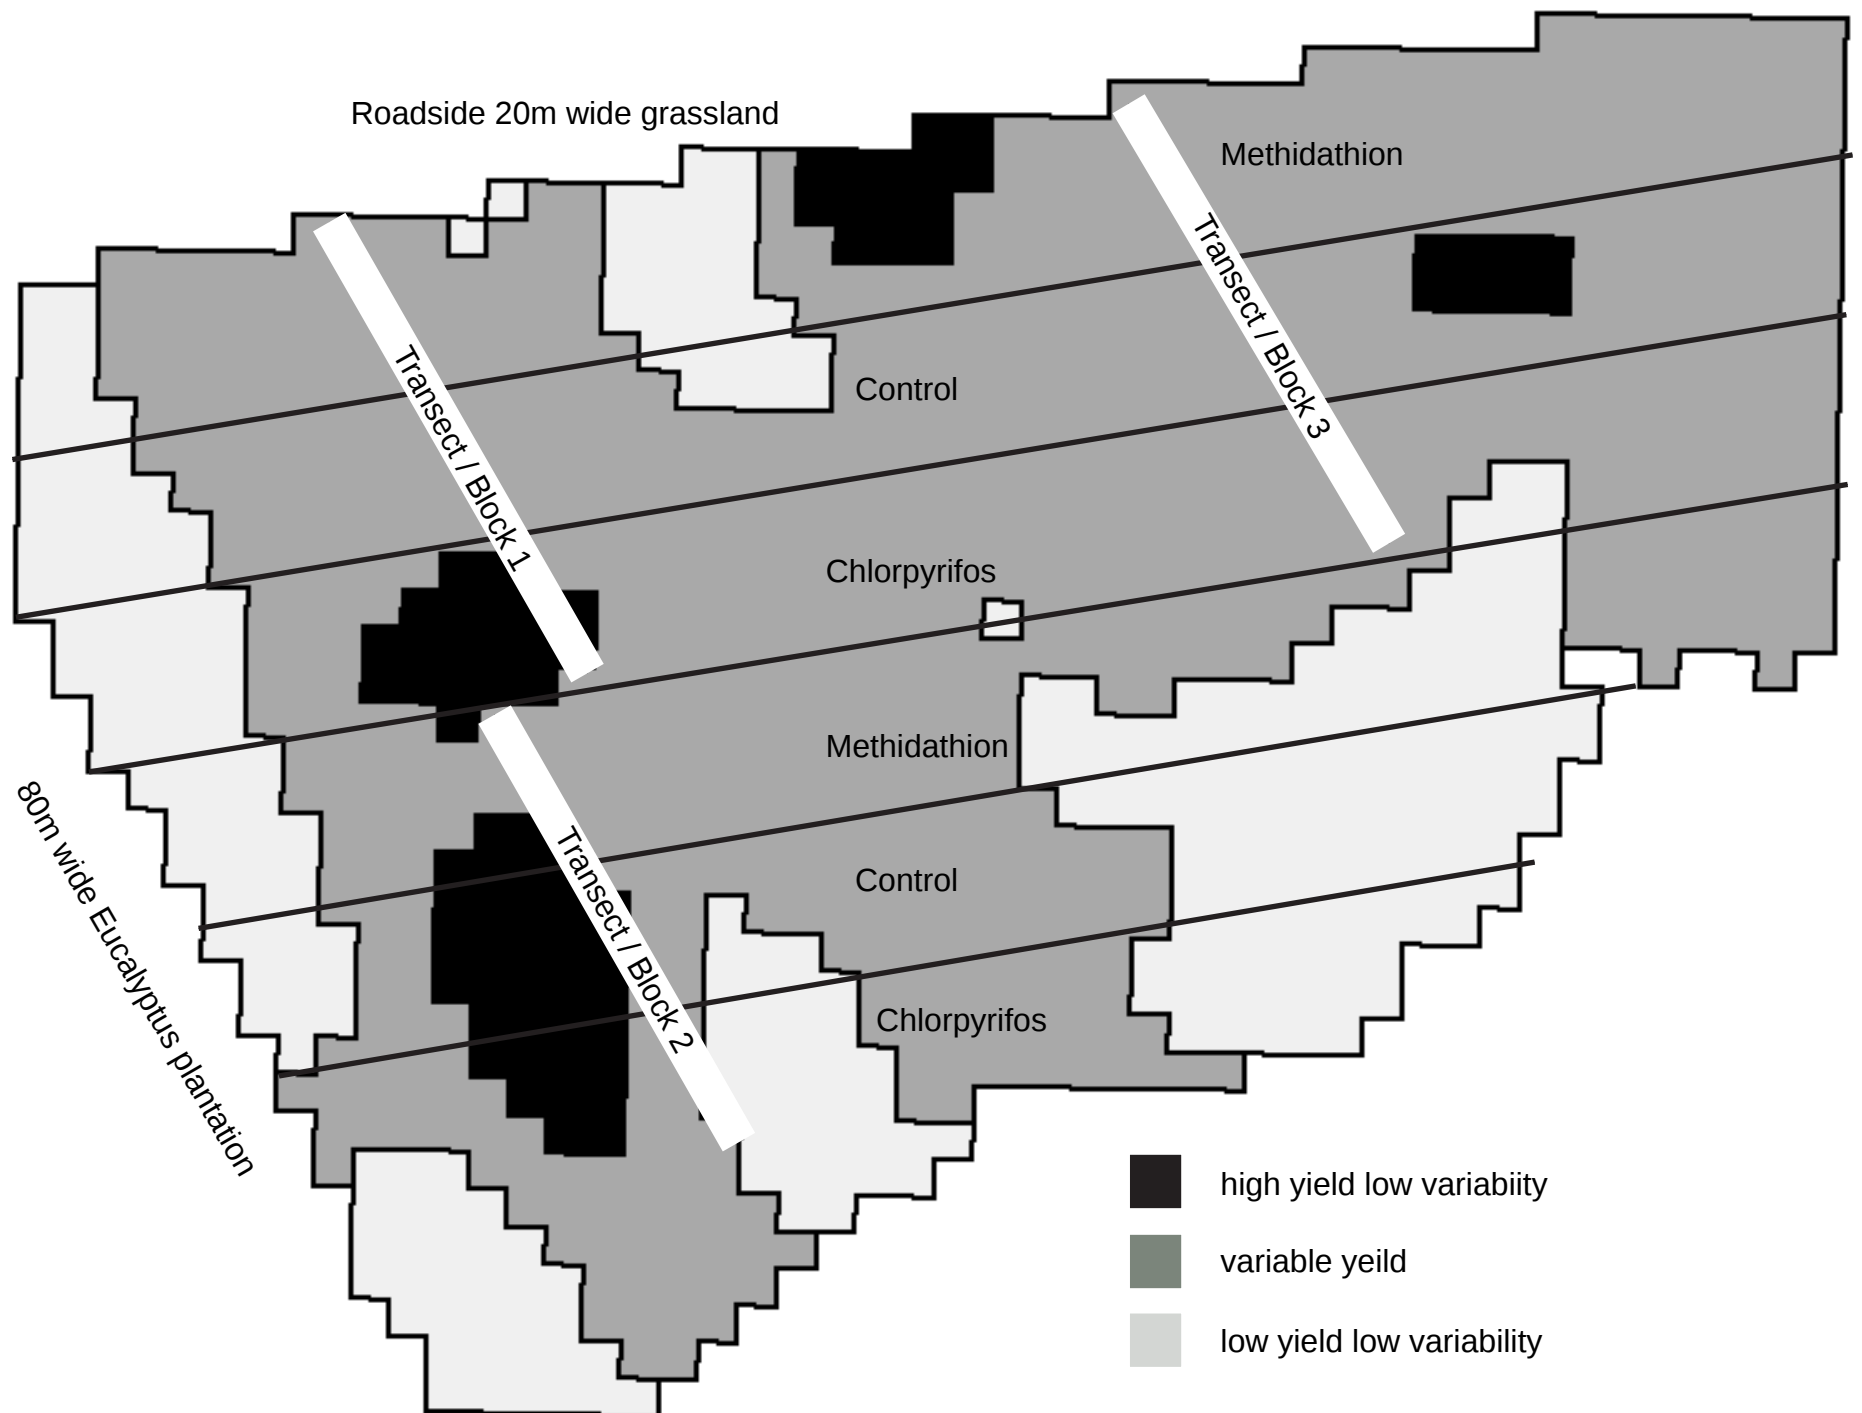 Roadside 20m wide grassland
Methidathion
Transect / Block 3
Transect / Block 1
Control
Chlorpyrifos
Methidathion
80m wide Eucalyptus plantation
Transect / Block 2
Control
Chlorpyrifos
high yield low variabiity
variable yeild
low yield low variability